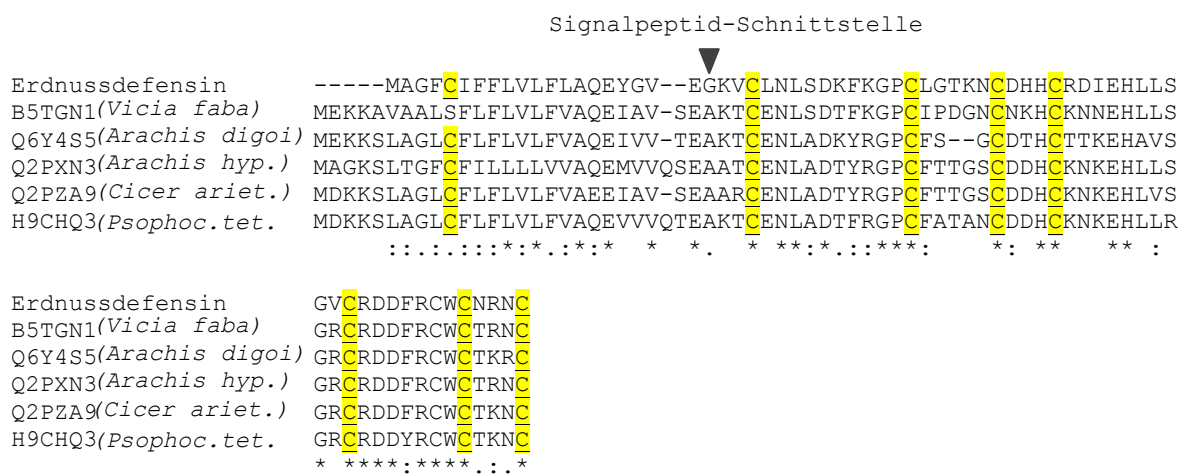 Signalpeptid-Schnittstelle
Erdnussdefensin -----MAGFCIFFLVLFLAQEYGV--EGKVCLNLSDKFKGPCLGTKNCDHHCRDIEHLLS
B5TGN1(Vicia faba) MEKKAVAALSFLFLVLFVAQEIAV-SEAKTCENLSDTFKGPCIPDGNCNKHCKNNEHLLS
Q6Y4S5(Arachis digoi) MEKKSLAGLCFLFLVLFVAQEIVV-TEAKTCENLADKYRGPCFS--GCDTHCTTKEHAVS
Q2PXN3(Arachis hyp.) MAGKSLTGFCFILLLLLVAQEMVVQSEAATCENLADTYRGPCFTTGSCDDHCKNKEHLLS
Q2PZA9(Cicer ariet.) MDKKSLAGLCFLFLVLFVAEEIAV-SEAARCENLADTYRGPCFTTGSCDDHCKNKEHLVS
H9CHQ3(Psophoc.tet. MDKKSLAGLCFLFLVLFVAQEVVVQTEAKTCENLADTFRGPCFATANCDDHCKNKEHLLR
::.:.:::*:*.:*:* * *. * **:*.::***: *: ** ** :
Erdnussdefensin GVCRDDFRCWCNRNC
B5TGN1(Vicia faba) GRCRDDFRCWCTRNC
Q6Y4S5(Arachis digoi) GRCRDDFRCWCTKRC
Q2PXN3(Arachis hyp.) GRCRDDFRCWCTRNC
Q2PZA9(Cicer ariet.) GRCRDDFRCWCTKNC
H9CHQ3(Psophoc.tet. GRCRDDYRCWCTKNC
* ****:****.:.*